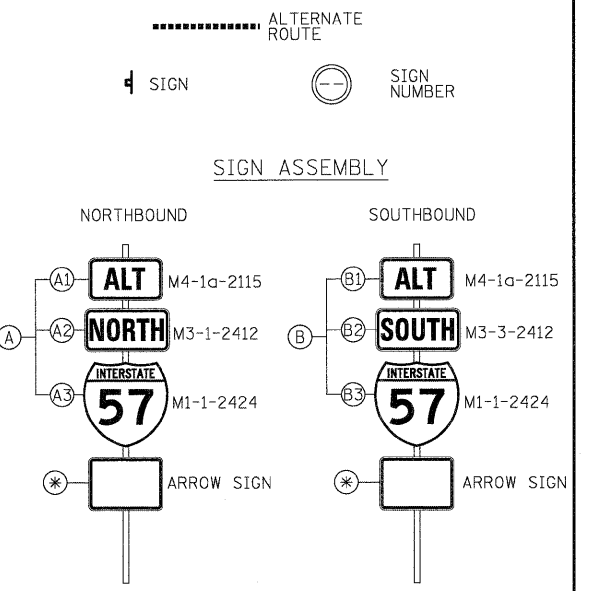 ALTERNATE
ROUTE
SIGN
SIGN
NUMBER
SIGN ASSEMBLY
NORTHBOUND
A
A1
ALT
M4-1a-2115
A2
NORTH
M3-1-2412
A3
INTERSTATE
57
M1-1-2424
*
ARROW SIGN
SOUTHBOUND
B
B1
ALT
M4-1a-2115
B2
SOUTH
M3-3-2412
B3
INTERSTATE
57
M1-1-2424
*
ARROW SIGN